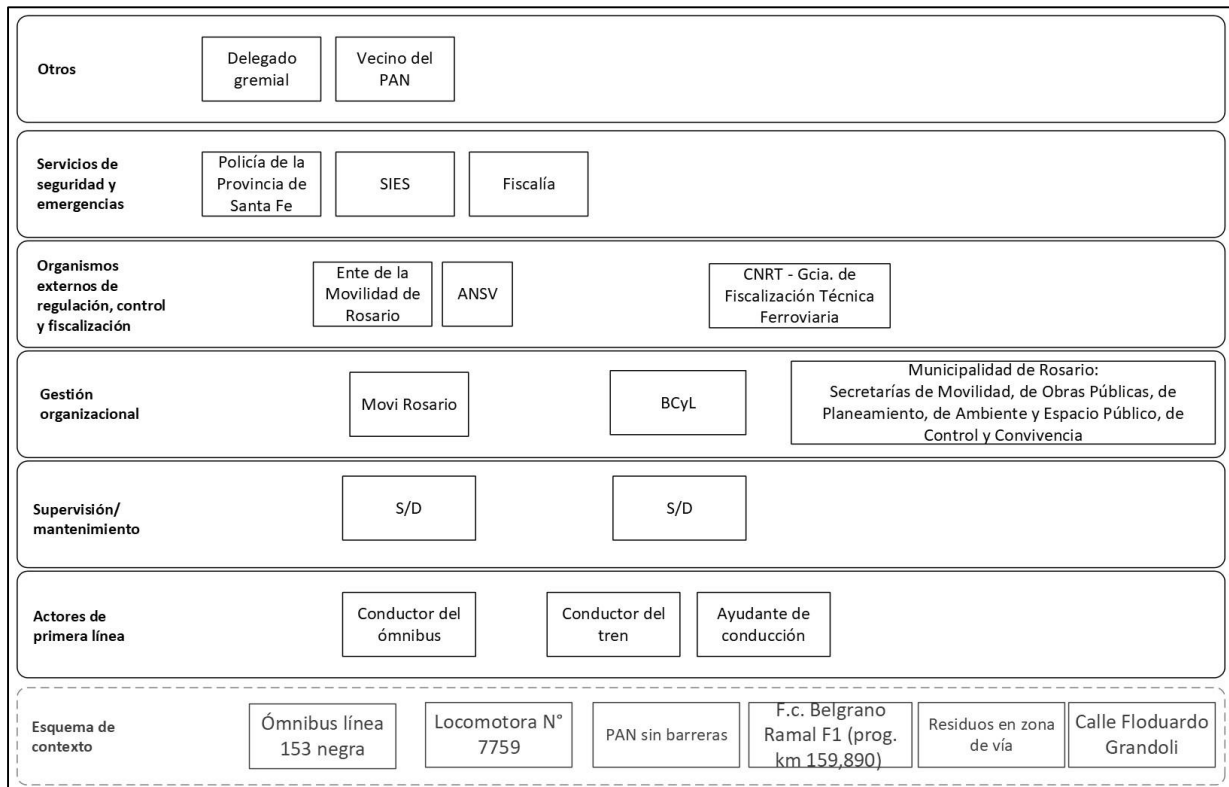 Otros
Delegado
gremial
Vecino del
PAN
Servicios de
seguridad y
emergencias
Policía de la
Provincia de
Santa Fe
SIES
Fiscalía
Organismos
externos de
regulación, control
y fiscalización
Ente de la
Movilidad de
Rosario
ANSV
CNRT - Gcia. de
Fiscalización Técnica
Ferroviaria
Gestión
organizacional
Movi Rosario
BCyL
Municipalidad de Rosario:
Secretarías de Movilidad, de Obras Públicas, de
Planeamiento, de Ambiente y Espacio Público, de
Control y Convivencia
Supervisión/
mantenimiento
S/D
S/D
Actores de
primera línea
Conductor del
ómnibus
Conductor del
tren
Ayudante de
conducción
Esquema de
contexto
Ómnibus línea
153 negra
Locomotora N°
7759
PAN sin barreras
F.c. Belgrano
Ramal F1 (prog.
km 159,890)
Residuos en zona
de vía
Calle Floduardo
Grandoli